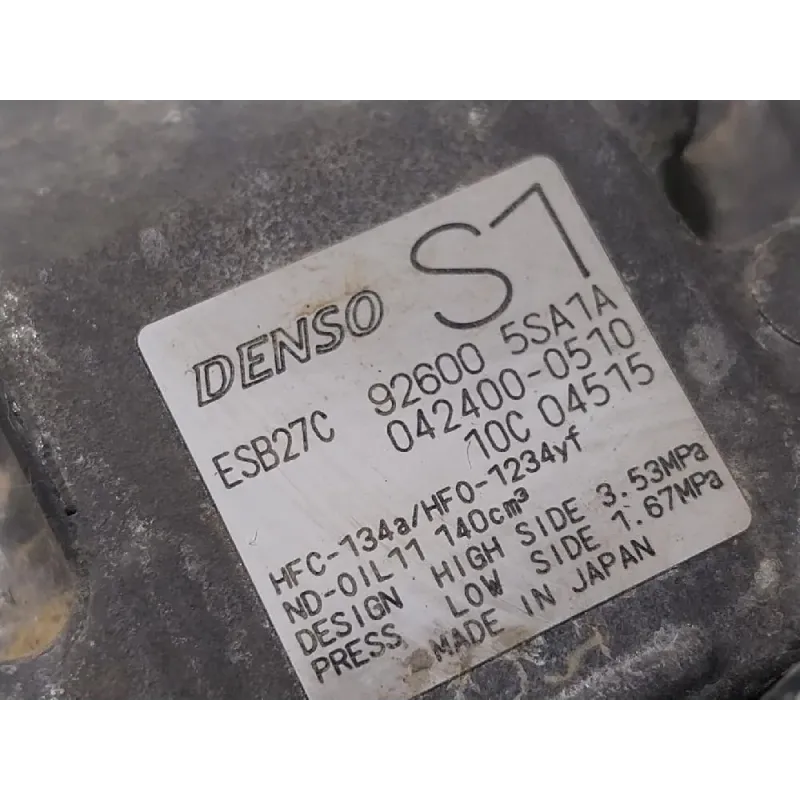 DENSO S1
ESB27C 92600 5SA1A
042400-0510
10C 04515
HFC-134a/HFO-1234yf
ND-OIL11 140cm³
DESIGN HIGH SIDE 3.53MPa
PRESS LOW SIDE 1.67MPa
MADE IN JAPAN